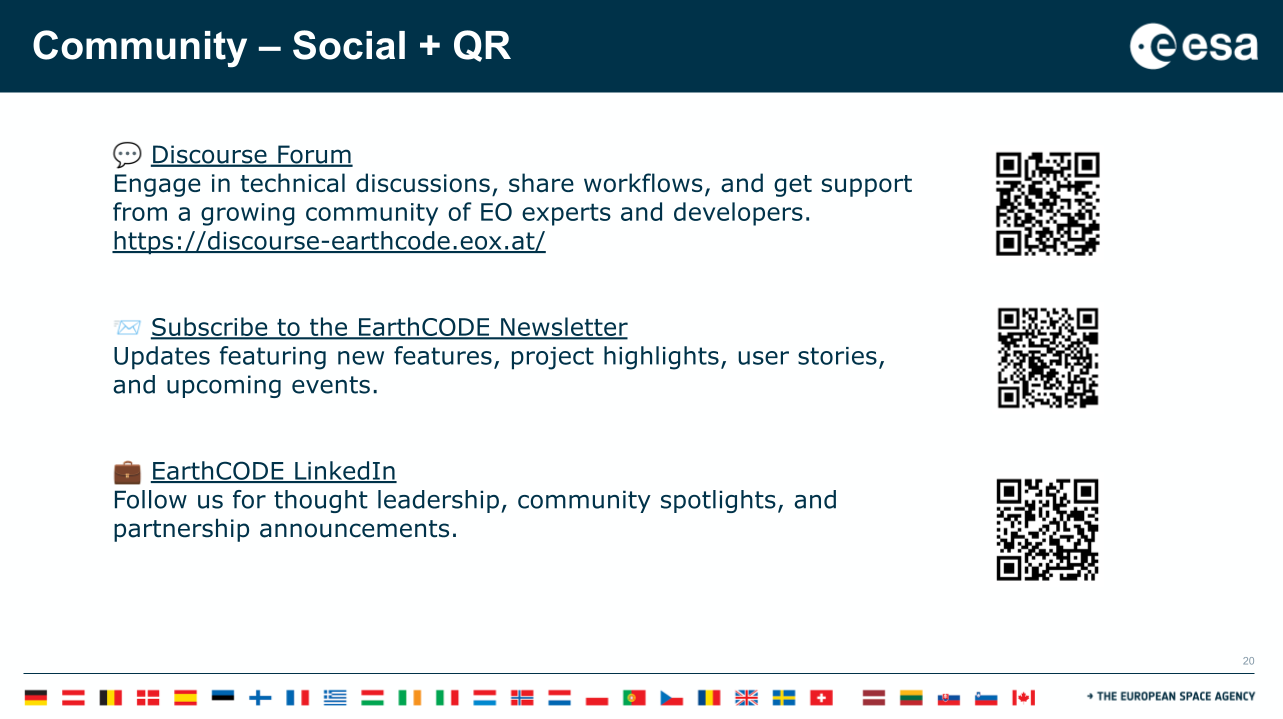 Community – Social + QR
esa
💬 Discourse Forum
Engage in technical discussions, share workflows, and get support
from a growing community of EO experts and developers.
https://discourse-earthcode.eox.at/
📨 Subscribe to the EarthCODE Newsletter
Updates featuring new features, project highlights, user stories,
and upcoming events.
💼 EarthCODE LinkedIn
Follow us for thought leadership, community spotlights, and
partnership announcements.
20
→ THE EUROPEAN SPACE AGENCY